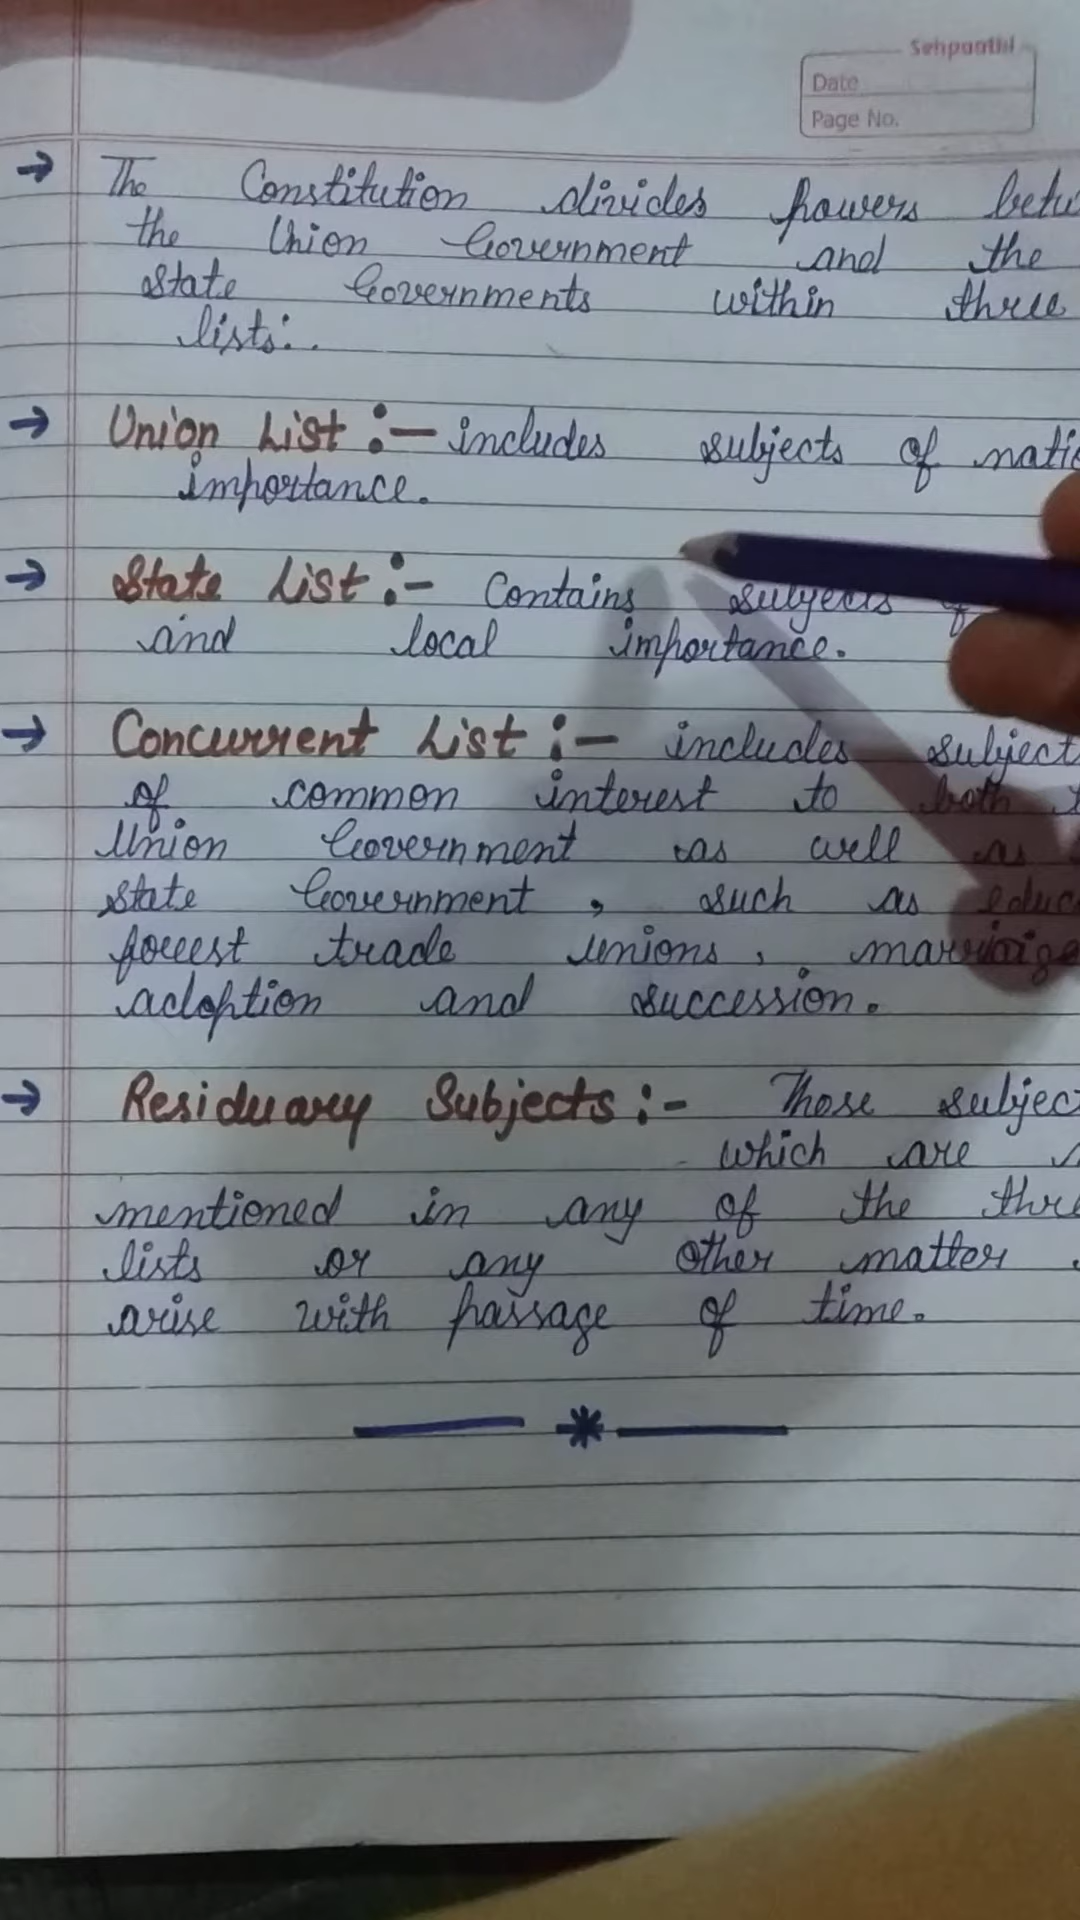 Sehpaathi
Date
Page No.
→ The Constitution divides powers
the Union Government and the
State Governments within three
lists:.
→ Union List :- includes subjects of
importance.
→ State List :- Contains subjects
and local importance.
→ Concurrent List :- includes subject
of common interest to both
Union Government as well as
State Government, such as
forest trade unions, marriage
adoption and succession.
→ Residuary Subjects :- Those subjec
which are
mentioned in any of the thre
lists or any other matter
arise with passage of time.